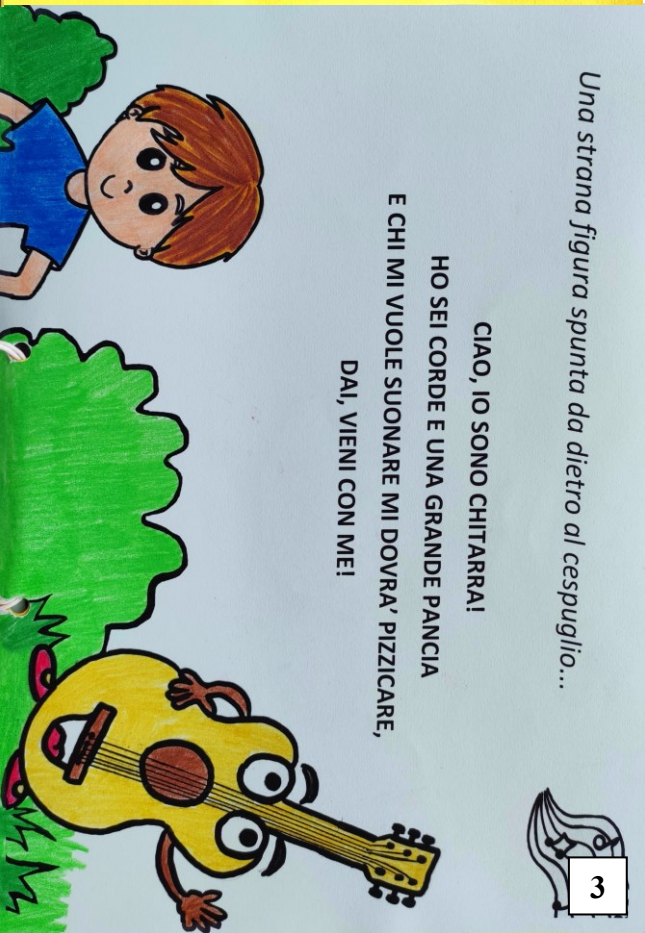 Una strana figura spunta da dietro al cespuglio...
CIAO, IO SONO CHITARRA!
HO SEI CORDE E UNA GRANDE PANCIA
E CHI MI VUOLE SUONARE MI DOVRA' PIZZICARE,
DAI, VIENI CON ME!
3